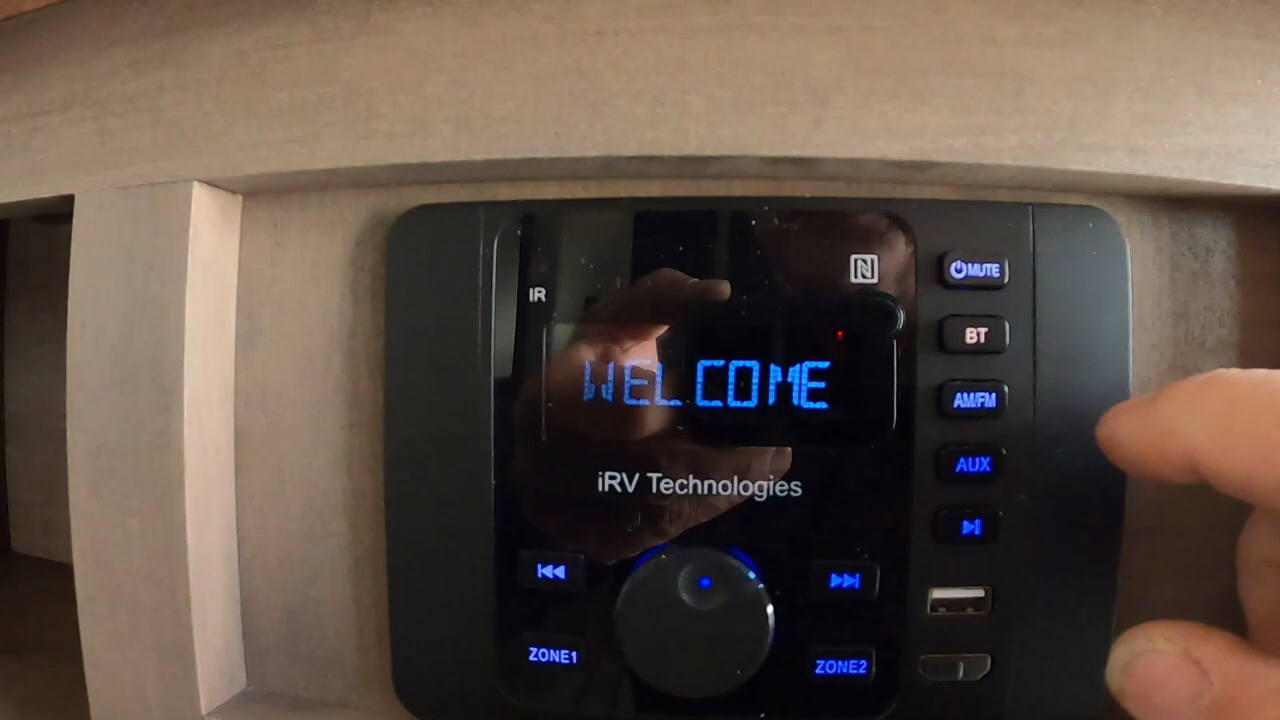 IR
N
MUTE
BT
AM/FM
WELCOME
AUX
iRV Technologies
ZONE1
ZONE2